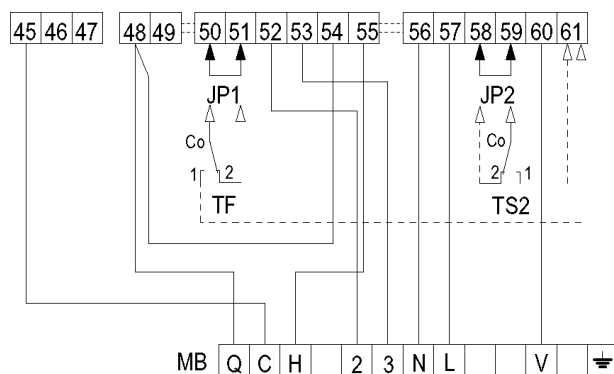 45 46 47 48 49 50 51 52 53 54 55 56 57 58 59 60 61
JP1 JP2
Co Co
1 2 2 1
TF TS2
MB Q C H 2 3 N L V